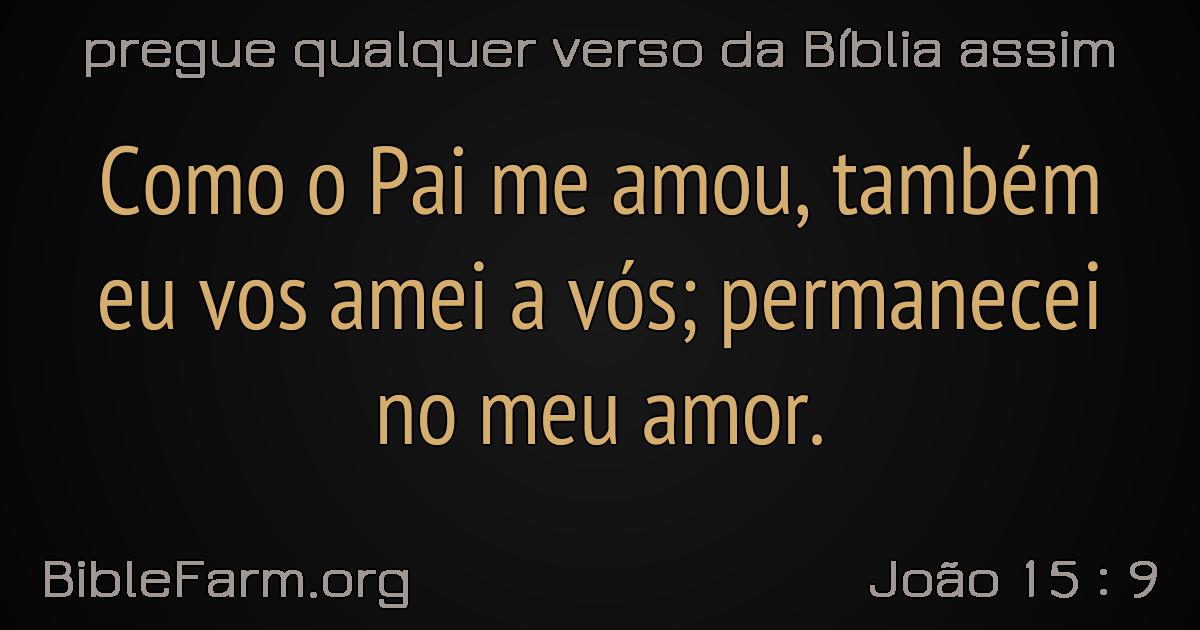 pregue qualquer verso da Bíblia assim
Como o Pai me amou, também
eu vos amei a vós; permanecei
no meu amor.
BibleFarm.org
João 15 : 9